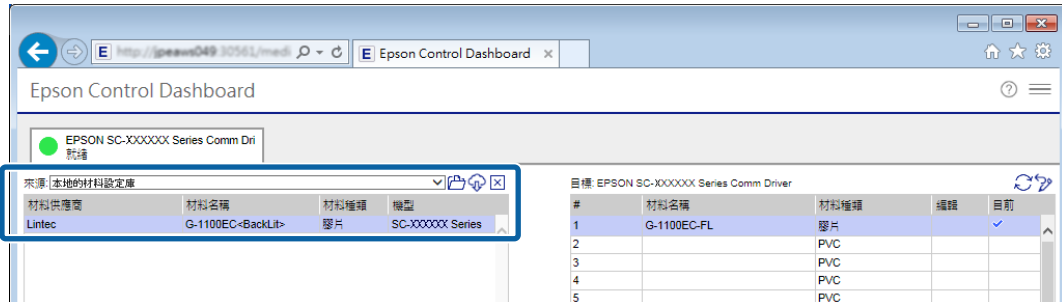 E http://jpeaws049:30561/medi
E Epson Control Dashboard ×
Epson Control Dashboard
EPSON SC-XXXXXX Series Comm Dri
就緒
來源: 本地的材料設定庫
材料供應商 材料名稱 材料種類 機型
Lintec G-1100EC<BackLit> 膠片 SC-XXXXXX Series
目標: EPSON SC-XXXXXX Series Comm Driver
# 材料名稱 材料種類 編輯 目前
1 G-1100EC-FL 膠片 ✓
2 PVC
3 PVC
4 PVC
5 PVC